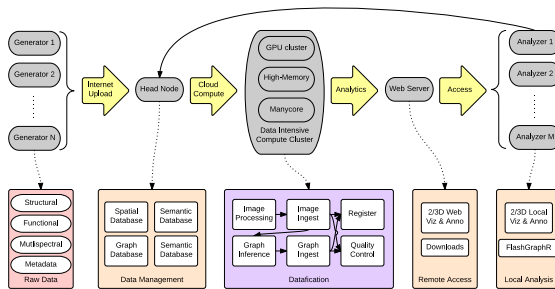 Generator 1
Generator 2
Generator N
Internet
Upload
Head Node
Cloud
Compute
GPU cluster
High-Memory
Manycore
Data Intensive
Compute Cluster
Analytics
Web Server
Access
Analyzer 1
Analyzer 2
Analyzer M
Structural
Functional
Mutlispectral
Metadata
Raw Data
Spatial
Database
Semantic
Database
Graph
Database
Semantic
Database
Data Management
Image
Processing
Image
Ingest
Register
Graph
Inference
Graph
Ingest
Quality
Control
Datafication
2/3D Web
Viz & Anno
Downloads
Remote Access
2/3D Local
Viz & Anno
FlashGraphR
Local Analysis